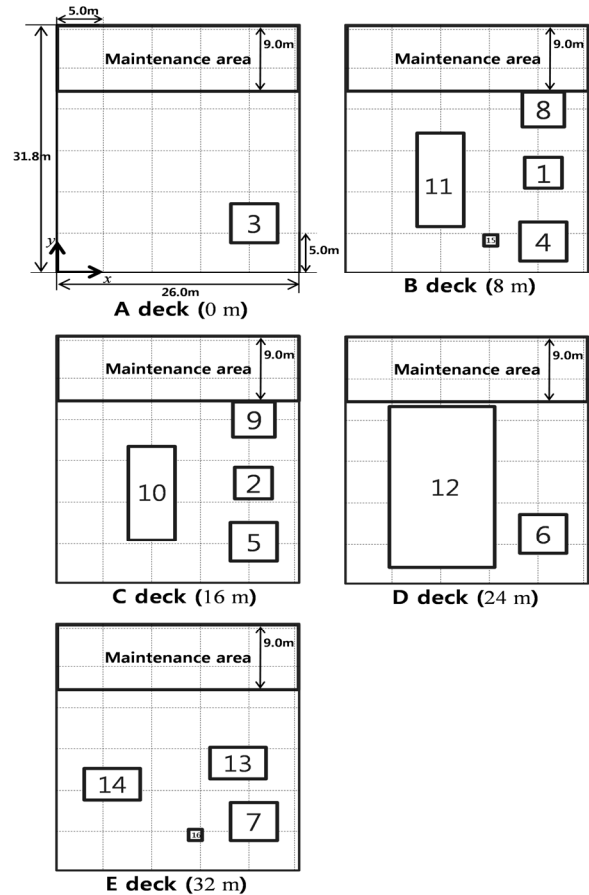 5.0m
9.0m
Maintenance area
31.8m
3
y
x
5.0m
26.0m
A deck (0 m)
9.0m
Maintenance area
8
11
1
15
4
B deck (8 m)
9.0m
Maintenance area
9
10
2
5
C deck (16 m)
9.0m
Maintenance area
12
6
D deck (24 m)
9.0m
Maintenance area
13
14
7
16
E deck (32 m)